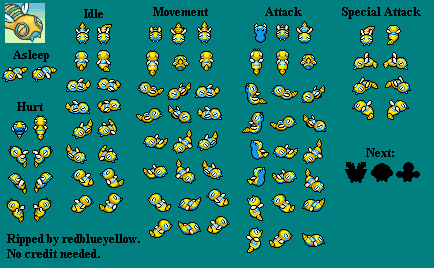 Idle
Movement
Attack
Special Attack
Asleep
Hurt
Next:
Ripped by redblueyellow.
No credit needed.